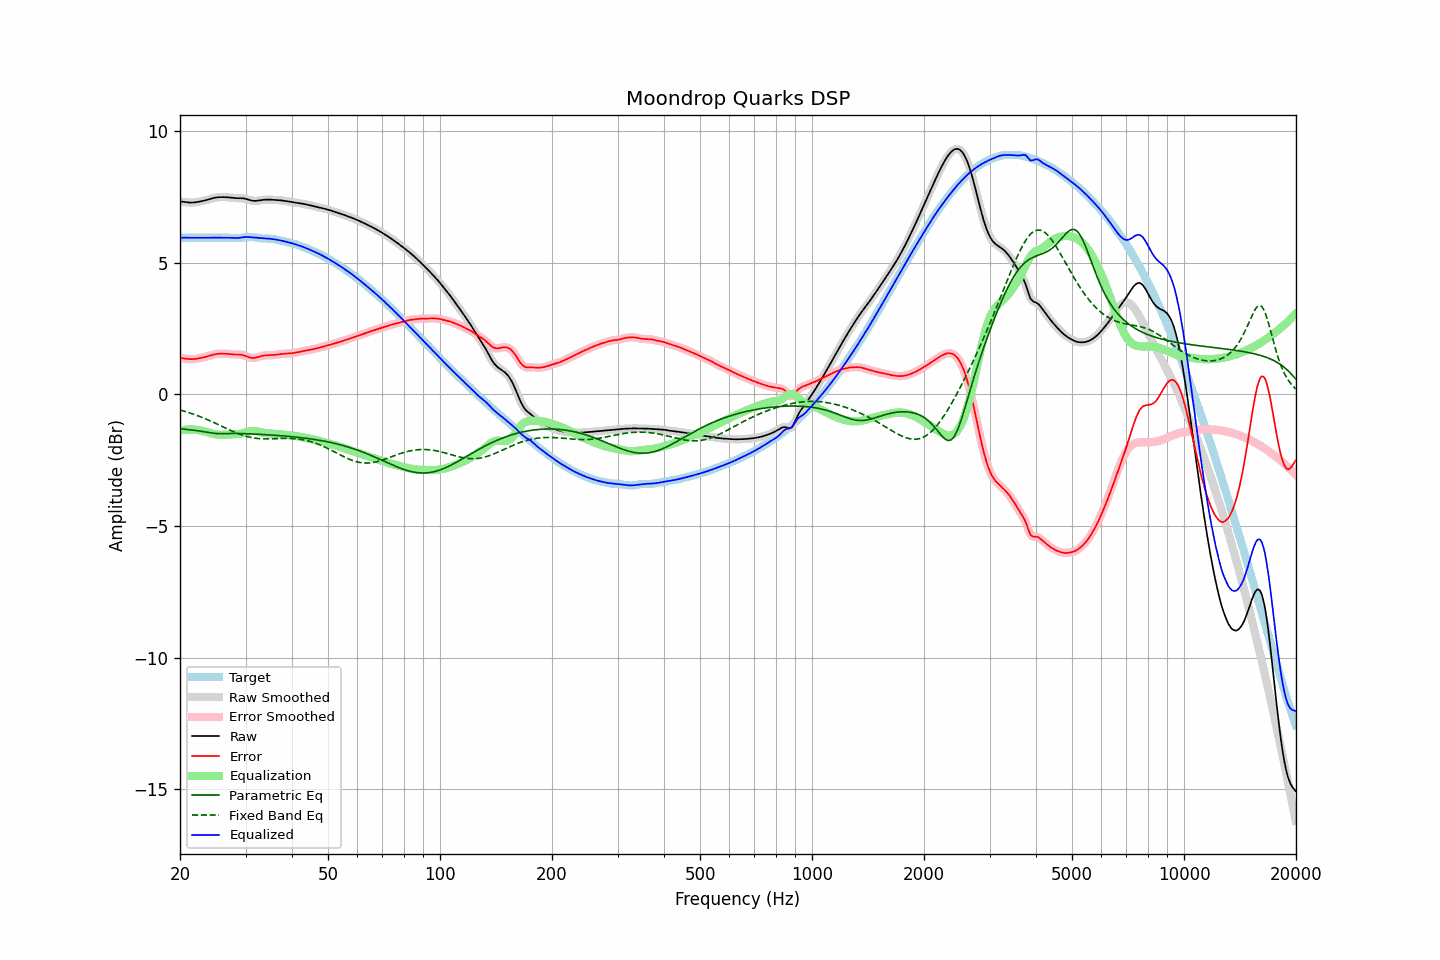 Moondrop Quarks DSP
10
5
0
−5
−10
−15
Amplitude (dBr)
Target
Raw Smoothed
Error Smoothed
Raw
Error
Equalization
Parametric Eq
Fixed Band Eq
Equalized
20 50 100 200 500 1000 2000 5000 10000 20000
Frequency (Hz)